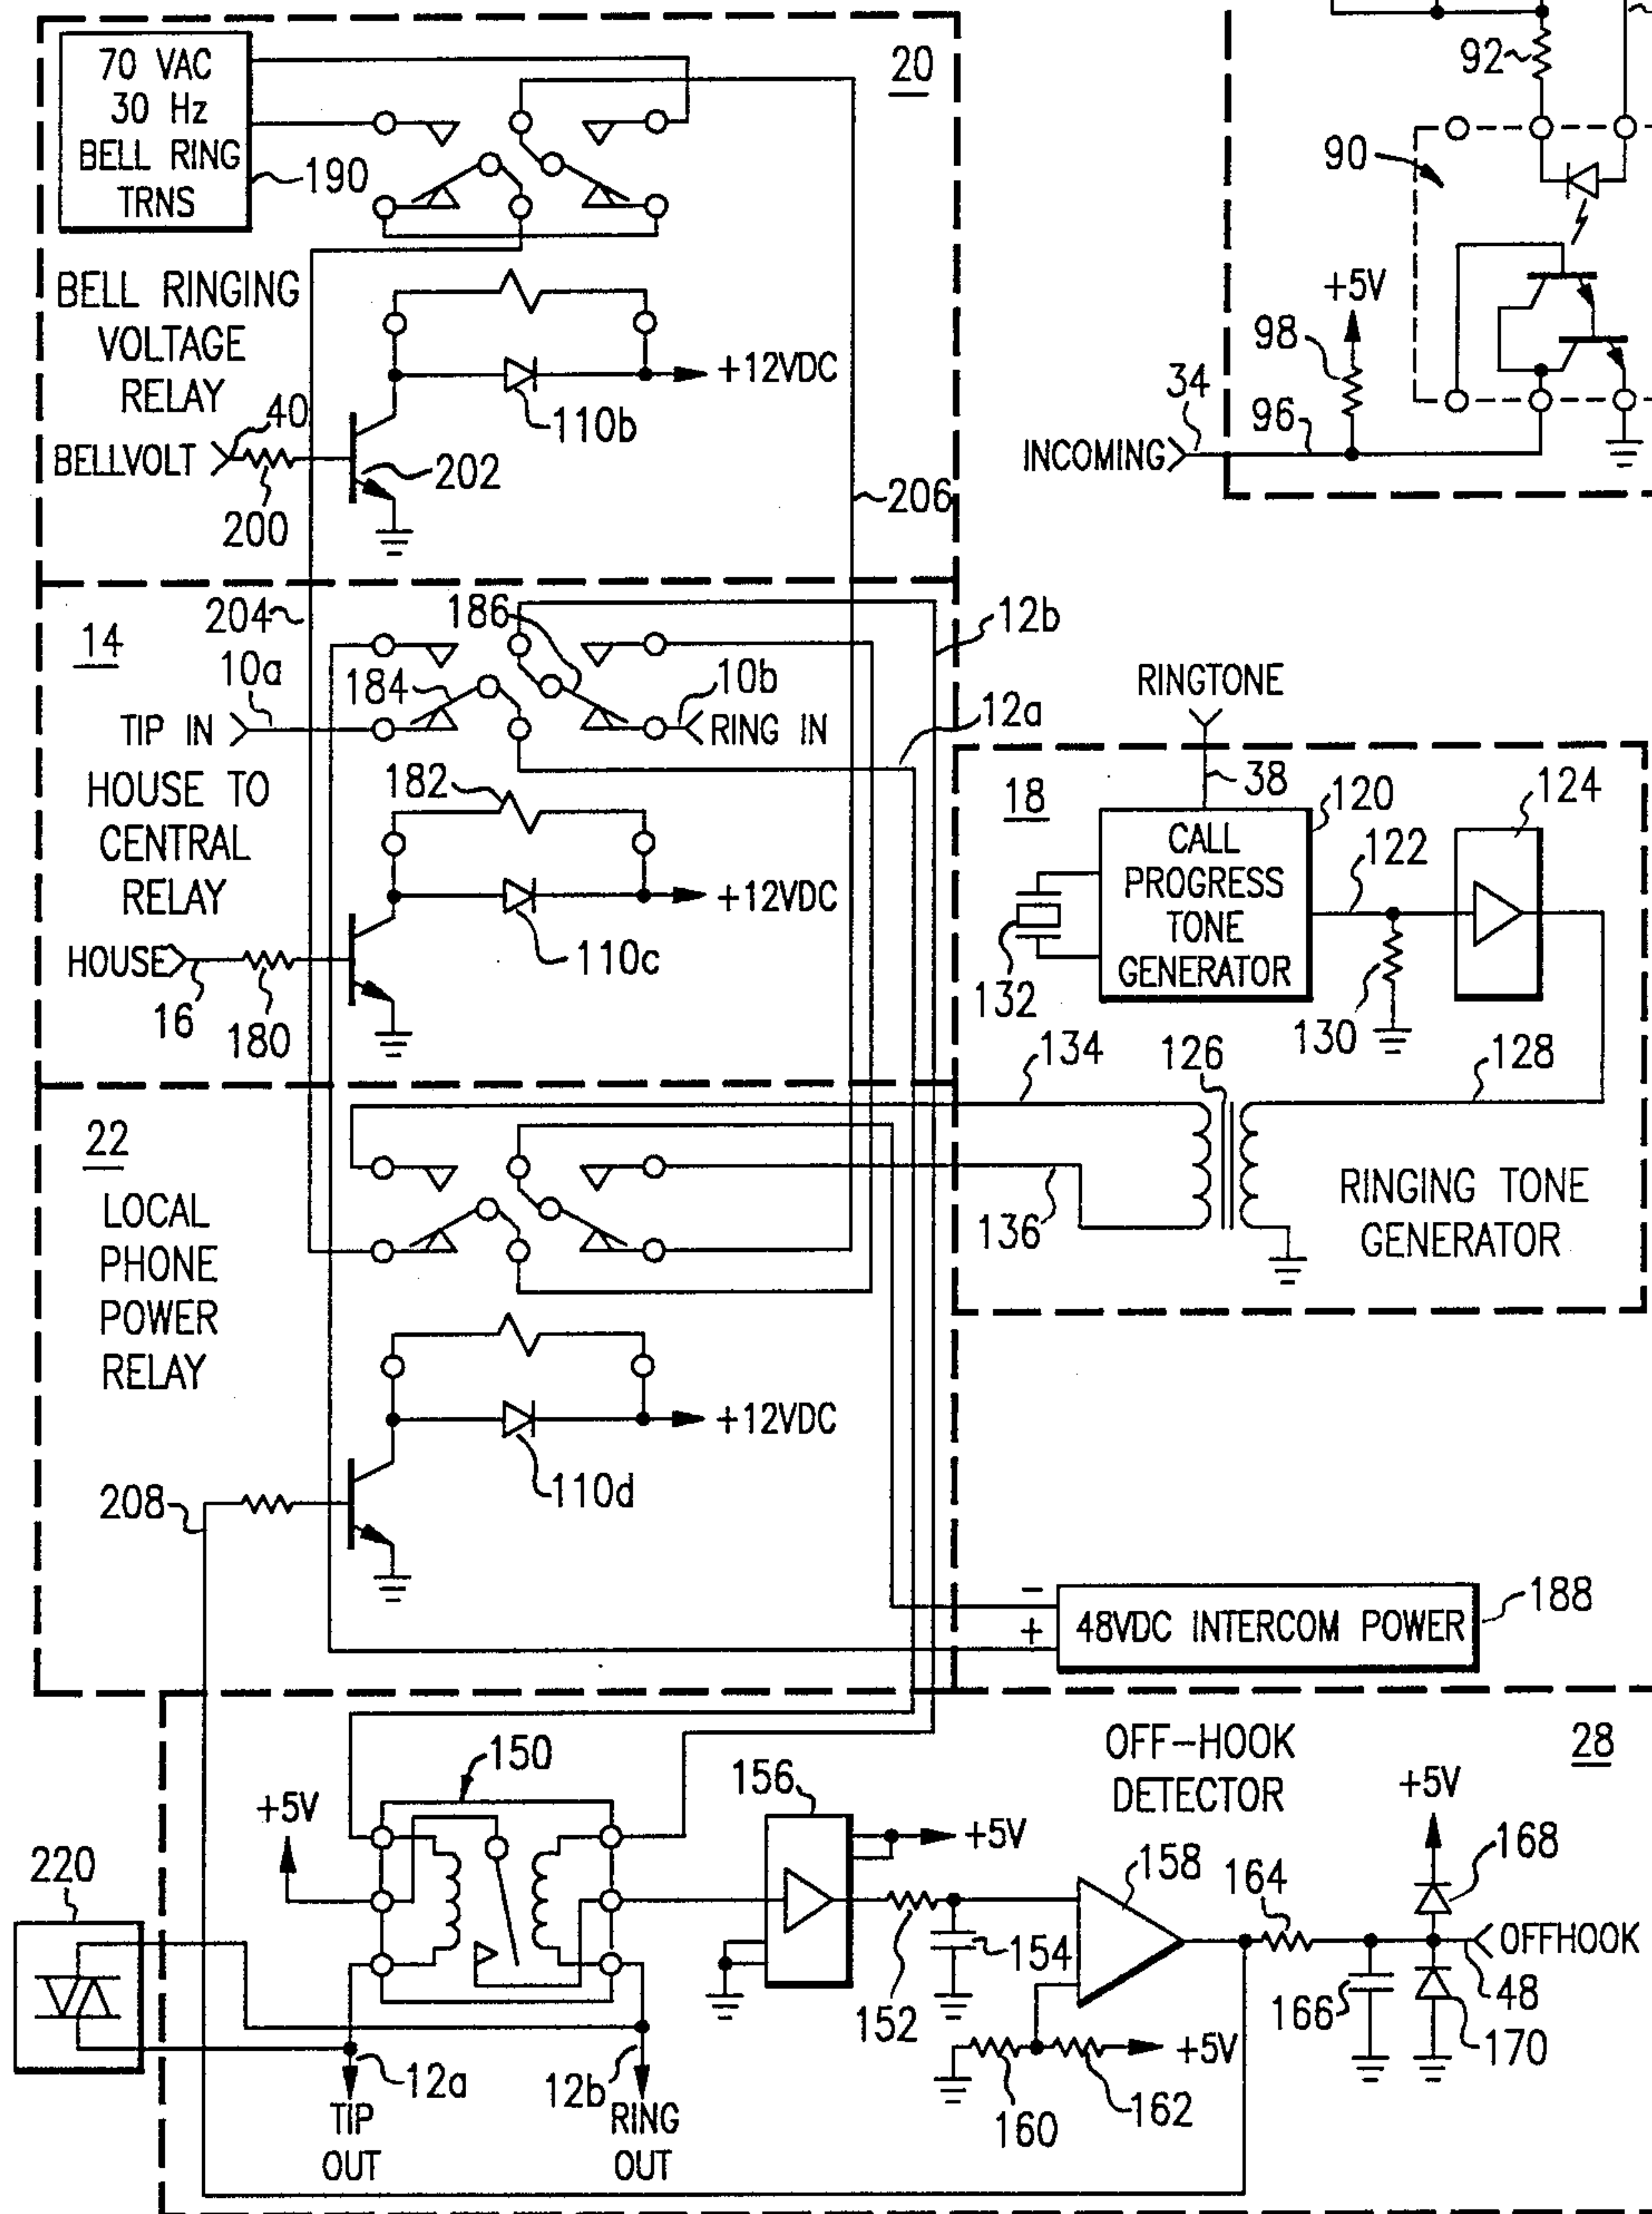 70 VAC
30 Hz
BELL RING
TRNS
190
20
BELL RINGING
VOLTAGE
RELAY
40
BELLVOLT
200
202
110b
+12VDC
206
92
90
+5V
98
34
96
INCOMING
204
14
10a
TIP IN
184
186
10b
RING IN
12b
12a
HOUSE TO
CENTRAL
RELAY
182
+12VDC
110c
HOUSE
16
180
RINGTONE
38
18
120
CALL
PROGRESS
TONE
GENERATOR
122
124
132
130
134
126
128
136
RINGING TONE
GENERATOR
22
LOCAL
PHONE
POWER
RELAY
+12VDC
110d
208
-
+
48VDC INTERCOM POWER
188
OFF-HOOK
DETECTOR
28
150
+5V
156
+5V
220
152
154
158
164
+5V
168
OFFHOOK
48
166
170
160
162
+5V
12a
TIP
OUT
12b
RING
OUT